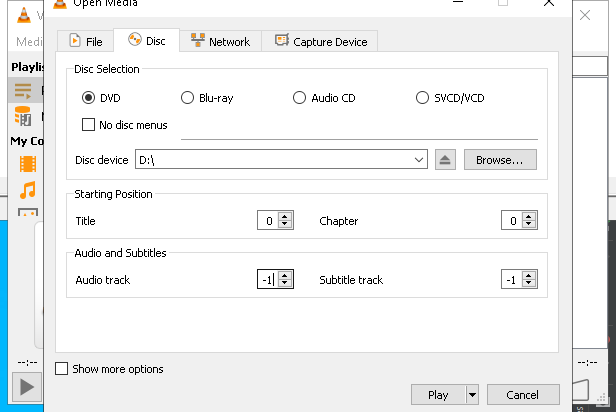 Open Media
V
Medi
File
Disc
Network
Capture Device
Playlis
Disc Selection
DVD
Blu-ray
Audio CD
SVCD/VCD
No disc menus
My Co
Disc device
D:\
Browse...
Starting Position
Title
0
Chapter
0
Audio and Subtitles
Audio track
-1
Subtitle track
-1
--:--
--:--
Show more options
Play
Cancel